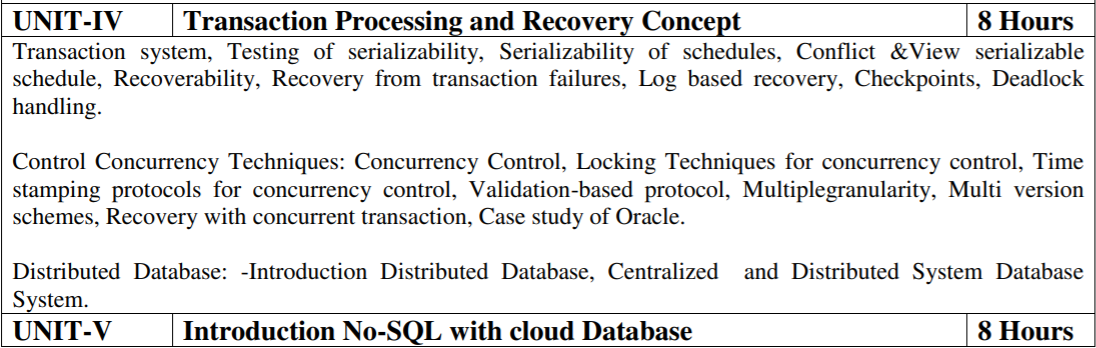 UNIT-IV Transaction Processing and Recovery Concept 8 Hours
Transaction system, Testing of serializability, Serializability of schedules, Conflict &View serializable
schedule, Recoverability, Recovery from transaction failures, Log based recovery, Checkpoints, Deadlock
handling.
Control Concurrency Techniques: Concurrency Control, Locking Techniques for concurrency control, Time
stamping protocols for concurrency control, Validation-based protocol, Multiplegranularity, Multi version
schemes, Recovery with concurrent transaction, Case study of Oracle.
Distributed Database: -Introduction Distributed Database, Centralized and Distributed System Database
System.
UNIT-V Introduction No-SQL with cloud Database 8 Hours